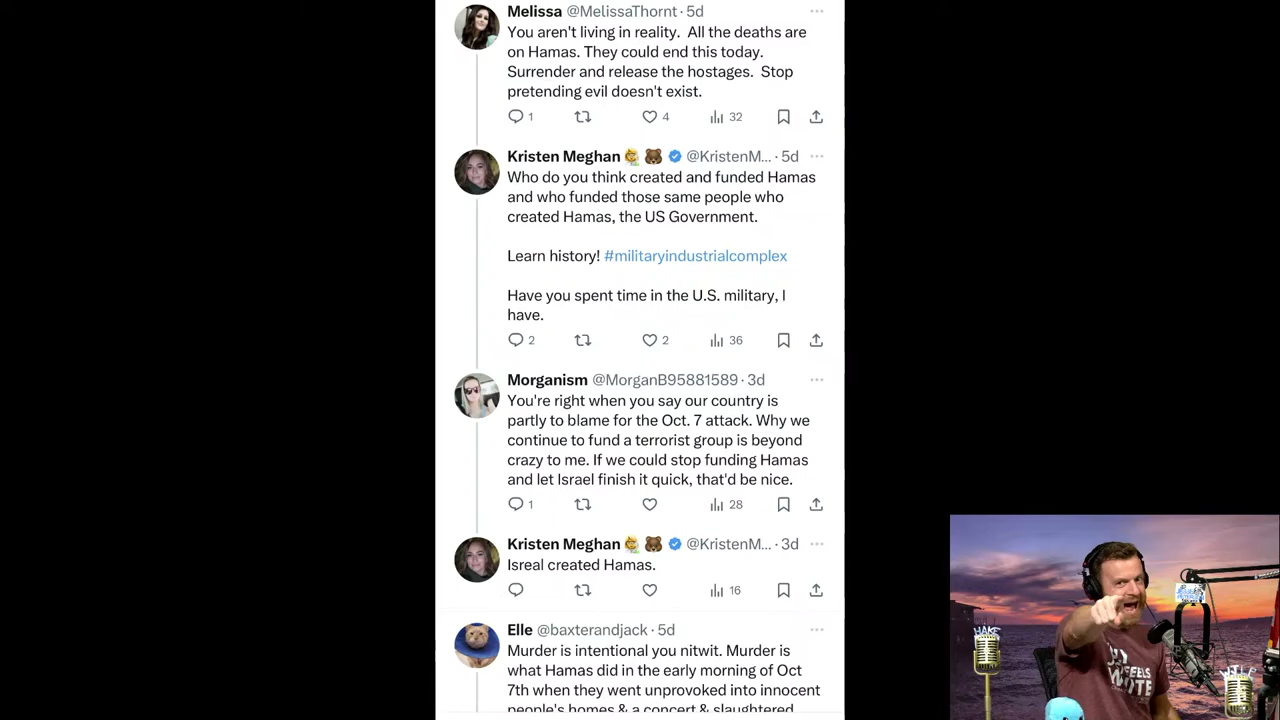 Melissa @MelissaThornt · 5d
You aren't living in reality.  All the deaths are
on Hamas. They could end this today.
Surrender and release the hostages.  Stop
pretending evil doesn't exist.
1 4 32
Kristen Meghan @KristenM... · 5d
Who do you think created and funded Hamas
and who funded those same people who
created Hamas, the US Government.
Learn history! #militaryindustrialcomplex
Have you spent time in the U.S. military, I
have.
2 2 36
Morganism @MorganB95881589 · 3d
You're right when you say our country is
partly to blame for the Oct. 7 attack. Why we
continue to fund a terrorist group is beyond
crazy to me. If we could stop funding Hamas
and let Israel finish it quick, that'd be nice.
1 28
Kristen Meghan @KristenM... · 3d
Isreal created Hamas.
16
Elle @baxterandjack · 5d
Murder is intentional you nitwit. Murder is
what Hamas did in the early morning of Oct
7th when they went unprovoked into innocent
people's homes & a concert & slaughtered